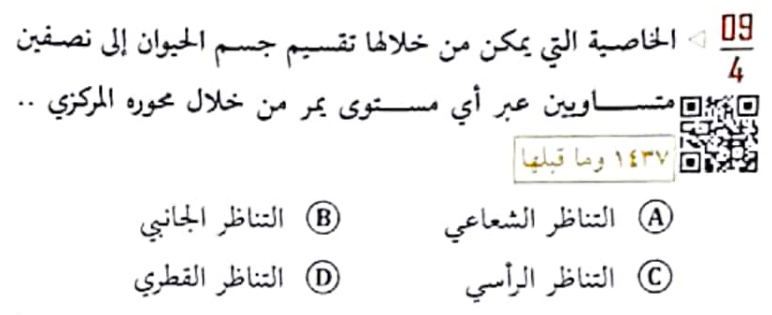 09/4 ◁ الخاصية التي يمكن من خلالها تقسيم جسم الحيوان إلى نصفين
متساويين عبر أي مستوى يمر من خلال محوره المركزي ..
١٤٣٧ وما قبلها
Ⓐ التناظر الشعاعي Ⓑ التناظر الجانبي
Ⓒ التناظر الرأسي Ⓓ التناظر القطري